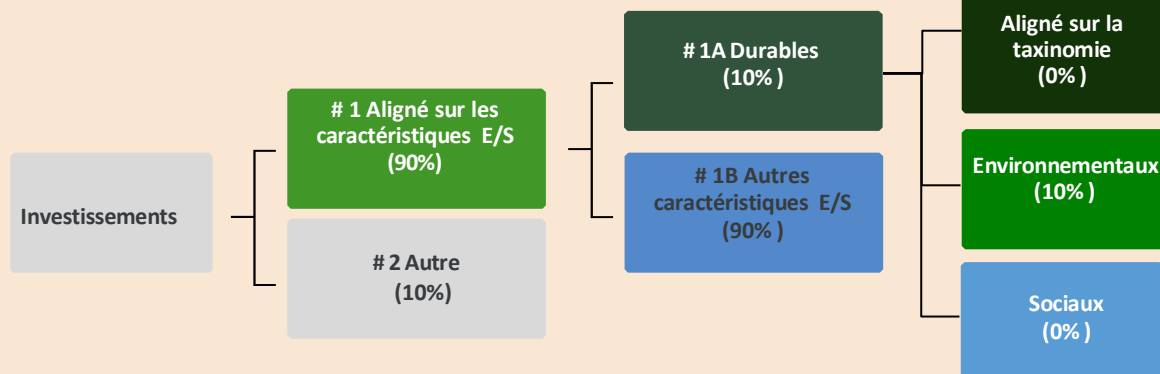 Investissements
# 1 Aligné sur les
caractéristiques E/S
(90%)
# 2 Autre
(10%)
# 1A Durables
(10% )
# 1B Autres
caractéristiques E/S
(90% )
Aligné sur la
taxinomie
(0% )
Environnementaux
(10% )
Sociaux
(0% )